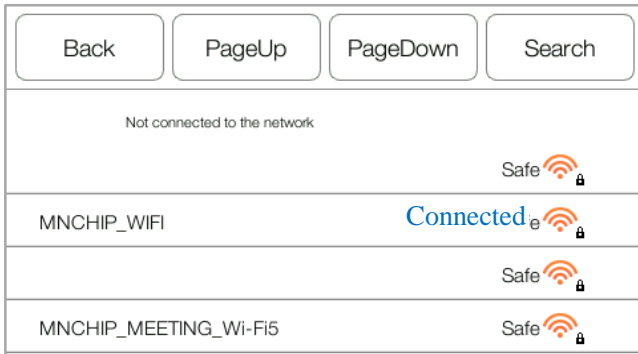 Back PageUp PageDown Search
Not connected to the network
Safe
MNCHIP_WIFI Connected e
Safe
MNCHIP_MEETING_Wi-Fi5 Safe